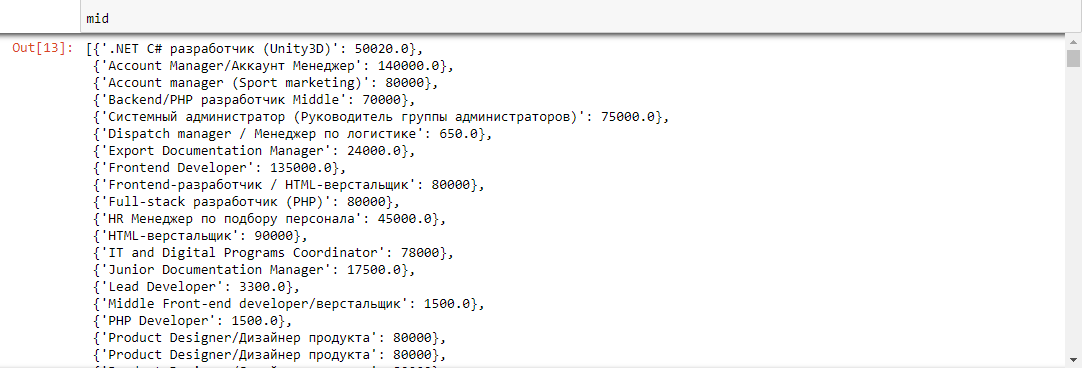 mid
Out[13]: [{'.NET C# разработчик (Unity3D)': 50020.0},
{'Account Manager/Аккаунт Менеджер': 140000.0},
{'Account manager (Sport marketing)': 80000},
{'Backend/PHP разработчик Middle': 70000},
{'Системный администратор (Руководитель группы администраторов)': 75000.0},
{'Dispatch manager / Менеджер по логистике': 650.0},
{'Export Documentation Manager': 24000.0},
{'Frontend Developer': 135000.0},
{'Frontend-разработчик / HTML-верстальщик': 80000},
{'Full-stack разработчик (PHP)': 80000},
{'HR Менеджер по подбору персонала': 45000.0},
{'HTML-верстальщик': 90000},
{'IT and Digital Programs Coordinator': 78000},
{'Junior Documentation Manager': 17500.0},
{'Lead Developer': 3300.0},
{'Middle Front-end developer/верстальщик': 1500.0},
{'PHP Developer': 1500.0},
{'Product Designer/Дизайнер продукта': 80000},
{'Product Designer/Дизайнер продукта': 80000},